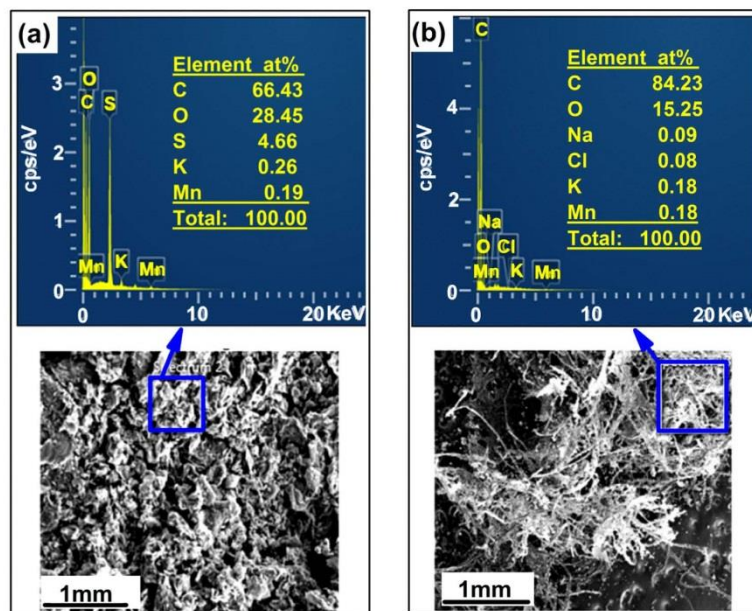 (a)
Element at%
C 66.43
O 28.45
S 4.66
K 0.26
Mn 0.19
Total: 100.00
O
C S
Mn K Mn
cps/eV
3
2
1
0
0 10 20 KeV
Spectrum 2
1mm
(b)
Element at%
C 84.23
O 15.25
Na 0.09
Cl 0.08
K 0.18
Mn 0.18
Total: 100.00
C
Na
O Cl
Mn K Mn
cps/eV
4
2
0
0 10 20 KeV
1mm